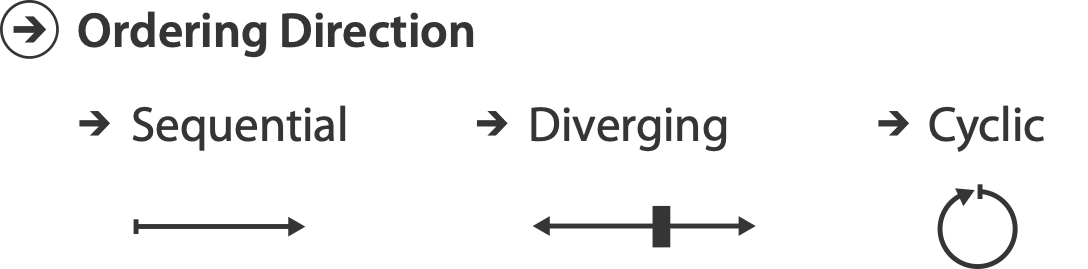 Ordering Direction
Sequential
Diverging
Cyclic